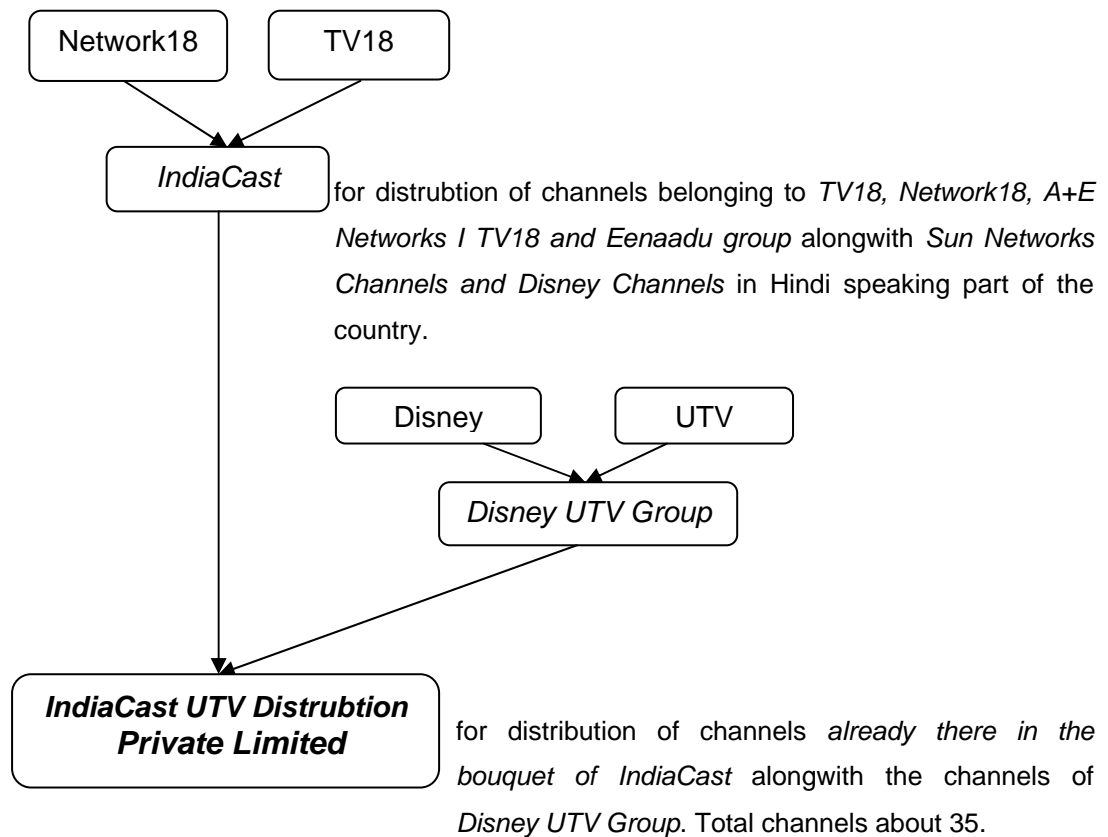 Network18
TV18
IndiaCast
for distrubtion of channels belonging to TV18, Network18, A+E
Networks I TV18 and Eenaadu group alongwith Sun Networks
Channels and Disney Channels in Hindi speaking part of the
country.
Disney
UTV
Disney UTV Group
IndiaCast UTV Distrubtion
Private Limited
for distribution of channels already there in the
bouquet of IndiaCast alongwith the channels of
Disney UTV Group. Total channels about 35.